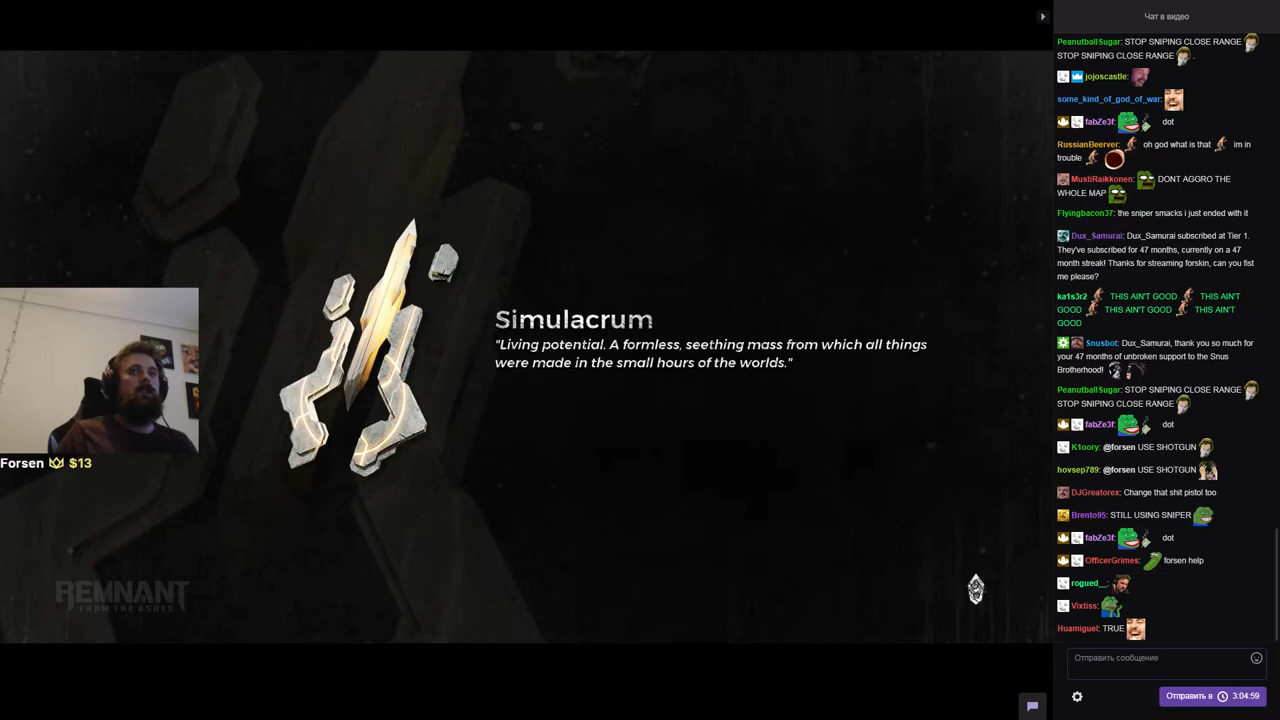 Чат в видео
PeanutballSugar: STOP SNIPING CLOSE RANGE
STOP SNIPING CLOSE RANGE .
jojoscastle:
some_kind_of_god_of_war:
fabZe3f: dot
RussianBeerver: oh god what is that im in
trouble
MustiRaikkonen: DONT AGGRO THE
WHOLE MAP
Flyingbacon37: the sniper smacks i just ended with it
Dux_Samurai: Dux_Samurai subscribed at Tier 1.
They've subscribed for 47 months, currently on a 47
month streak! Thanks for streaming forskin, can you fist
me please?
ka1s3r2 THIS AIN'T GOOD THIS AIN'T
GOOD THIS AIN'T GOOD THIS AIN'T
GOOD
Snusbot: Dux_Samurai, thank you so much for
your 47 months of unbroken support to the Snus
Brotherhood!
PeanutballSugar: STOP SNIPING CLOSE RANGE
STOP SNIPING CLOSE RANGE
fabZe3f: dot
K1oory: @forsen USE SHOTGUN
hovsep789: @forsen USE SHOTGUN
DJGreatorex: Change that shit pistol too
Brento95: STILL USING SNIPER
fabZe3f: dot
OfficerGrimes: forsen help
rogued__:
Vixtiss:
Huamiguel: TRUE
Отправить сообщение
Отправить в 3:04:59
Simulacrum
"Living potential. A formless, seething mass from which all things
were made in the small hours of the worlds."
Forsen $13
REMNANT
FROM THE ASHES